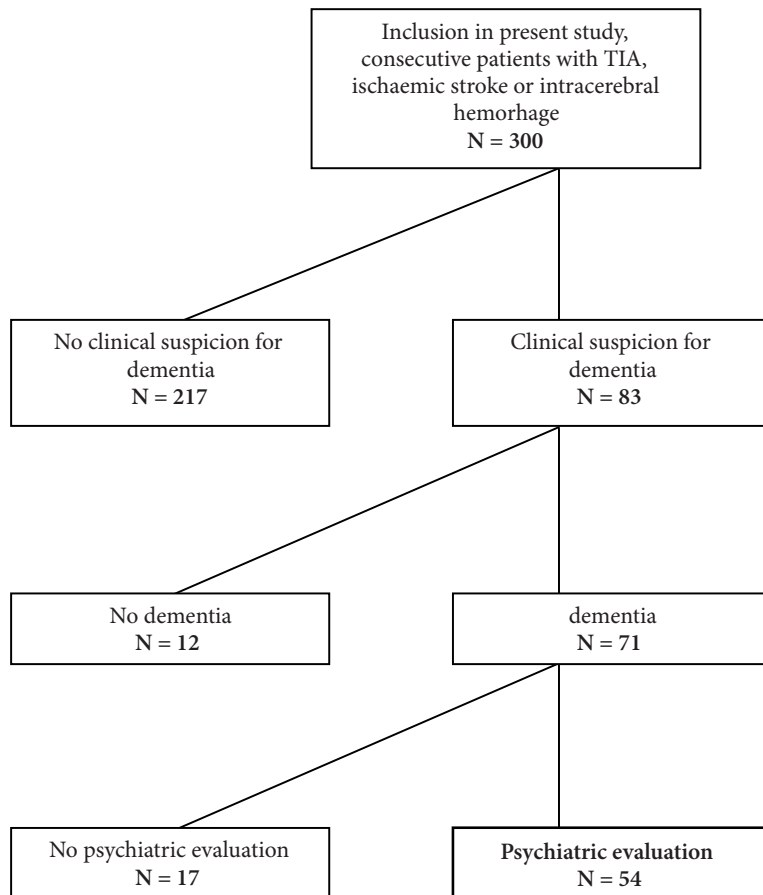 Inclusion in present study,
consecutive patients with TIA,
ischaemic stroke or intracerebral
hemorrhage
N = 300
No clinical suspicion for
dementia
N = 217
Clinical suspicion for
dementia
N = 83
No dementia
N = 12
dementia
N = 71
No psychiatric evaluation
N = 17
Psychiatric evaluation
N = 54